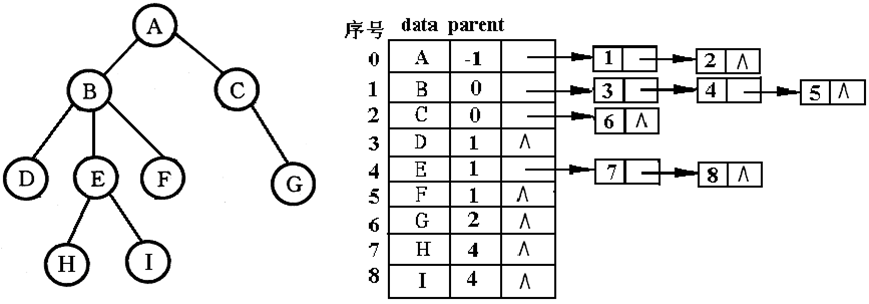 A
B C
D E F G
H I
序号 data parent
0 A -1 1 2 ∧
1 B 0 3 4 5 ∧
2 C 0 6 ∧
3 D 1 ∧
4 E 1 7 8 ∧
5 F 1 ∧
6 G 2 ∧
7 H 4 ∧
8 I 4 ∧